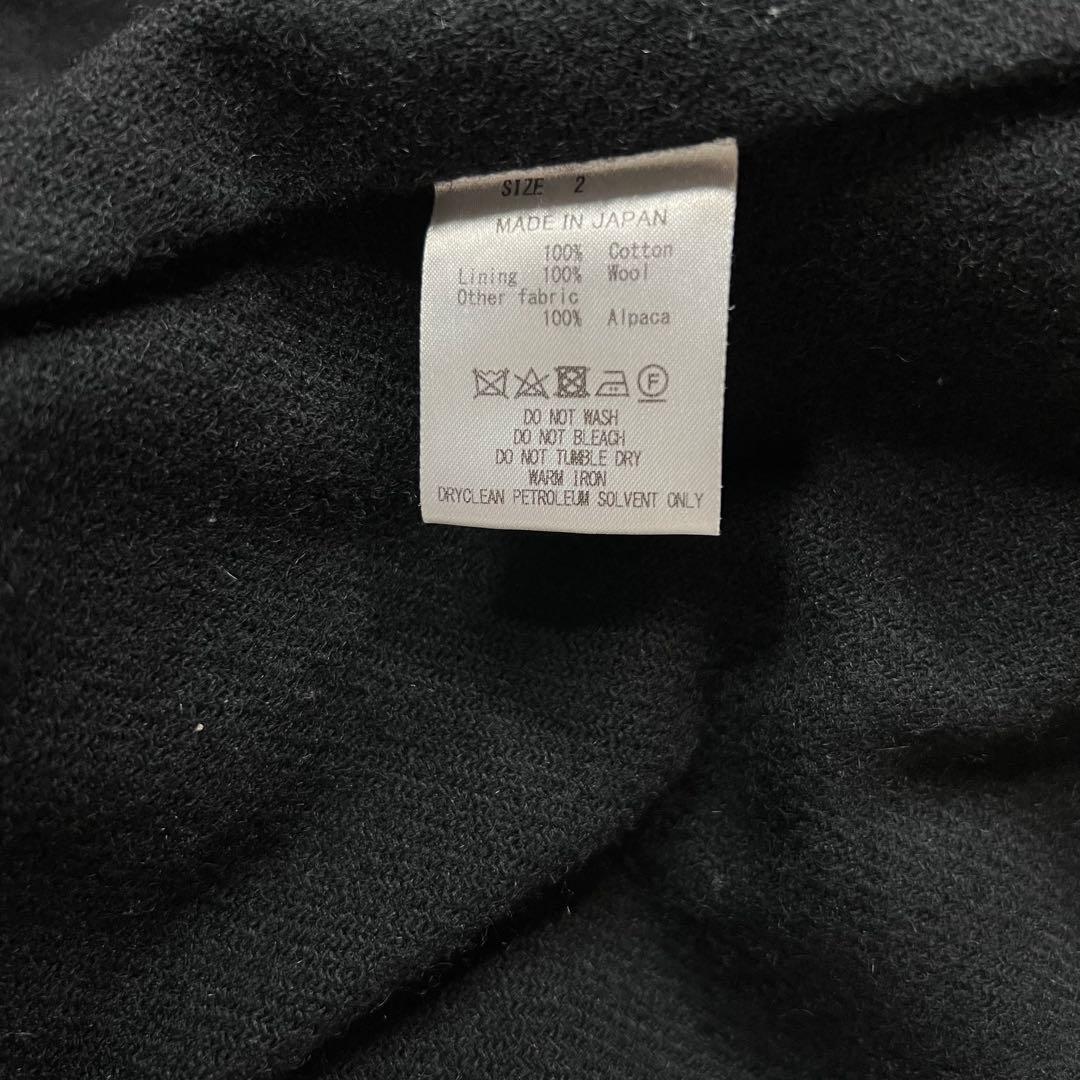 SIZE 2
MADE IN JAPAN
100% Cotton
Lining 100% Wool
Other fabric
100% Alpaca
F
DO NOT WASH
DO NOT BLEACH
DO NOT TUMBLE DRY
WARM IRON
DRYCLEAN PETROLEUM SOLVENT ONLY